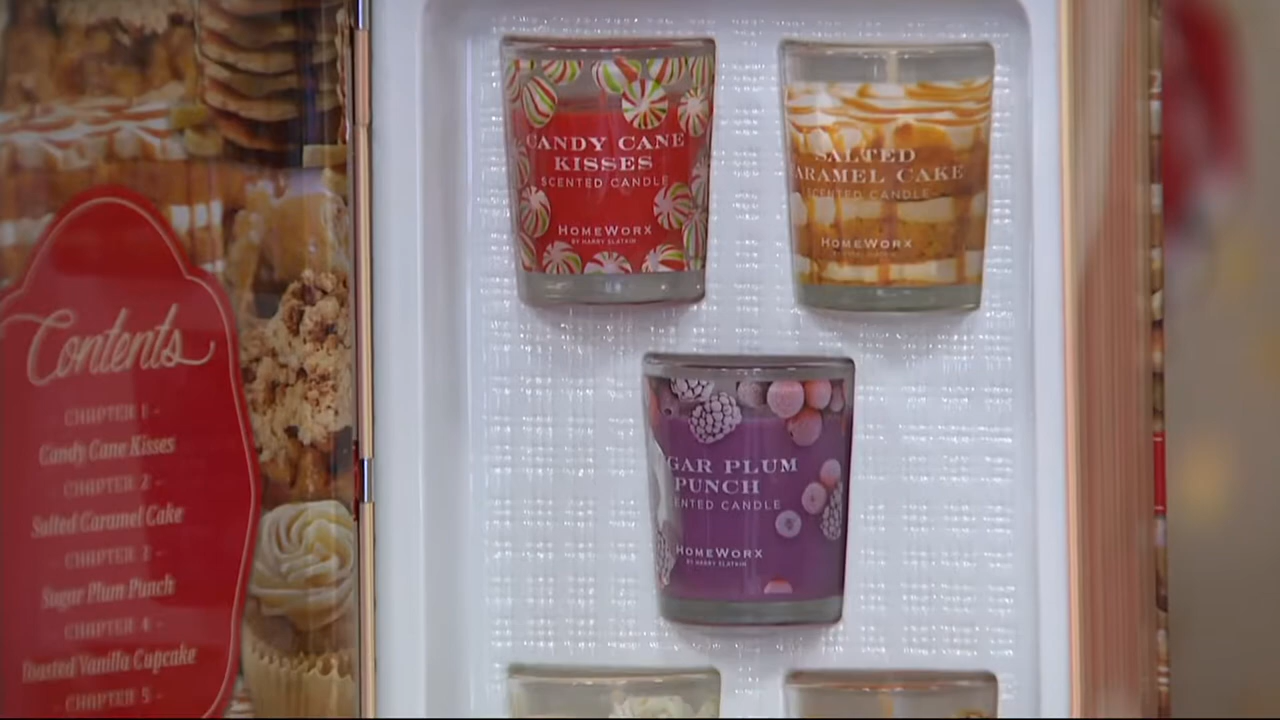 Contents
CHAPTER 1 -
Candy Cane Kisses
- CHAPTER 2 -
Salted Caramel Cake
- CHAPTER 3 -
Sugar Plum Punch
- CHAPTER 4 -
Toasted Vanilla Cupcake
- CHAPTER 5 -
CANDY CANE
KISSES
SCENTED CANDLE
HOMEWORX
BY HARRY SLATKIN
SALTED
ARAMEL CAKE
SCENTED CANDLE
HOMEWORX
GAR PLUM
PUNCH
ENTED CANDLE
HOMEWORX
BY HARRY SLATKIN